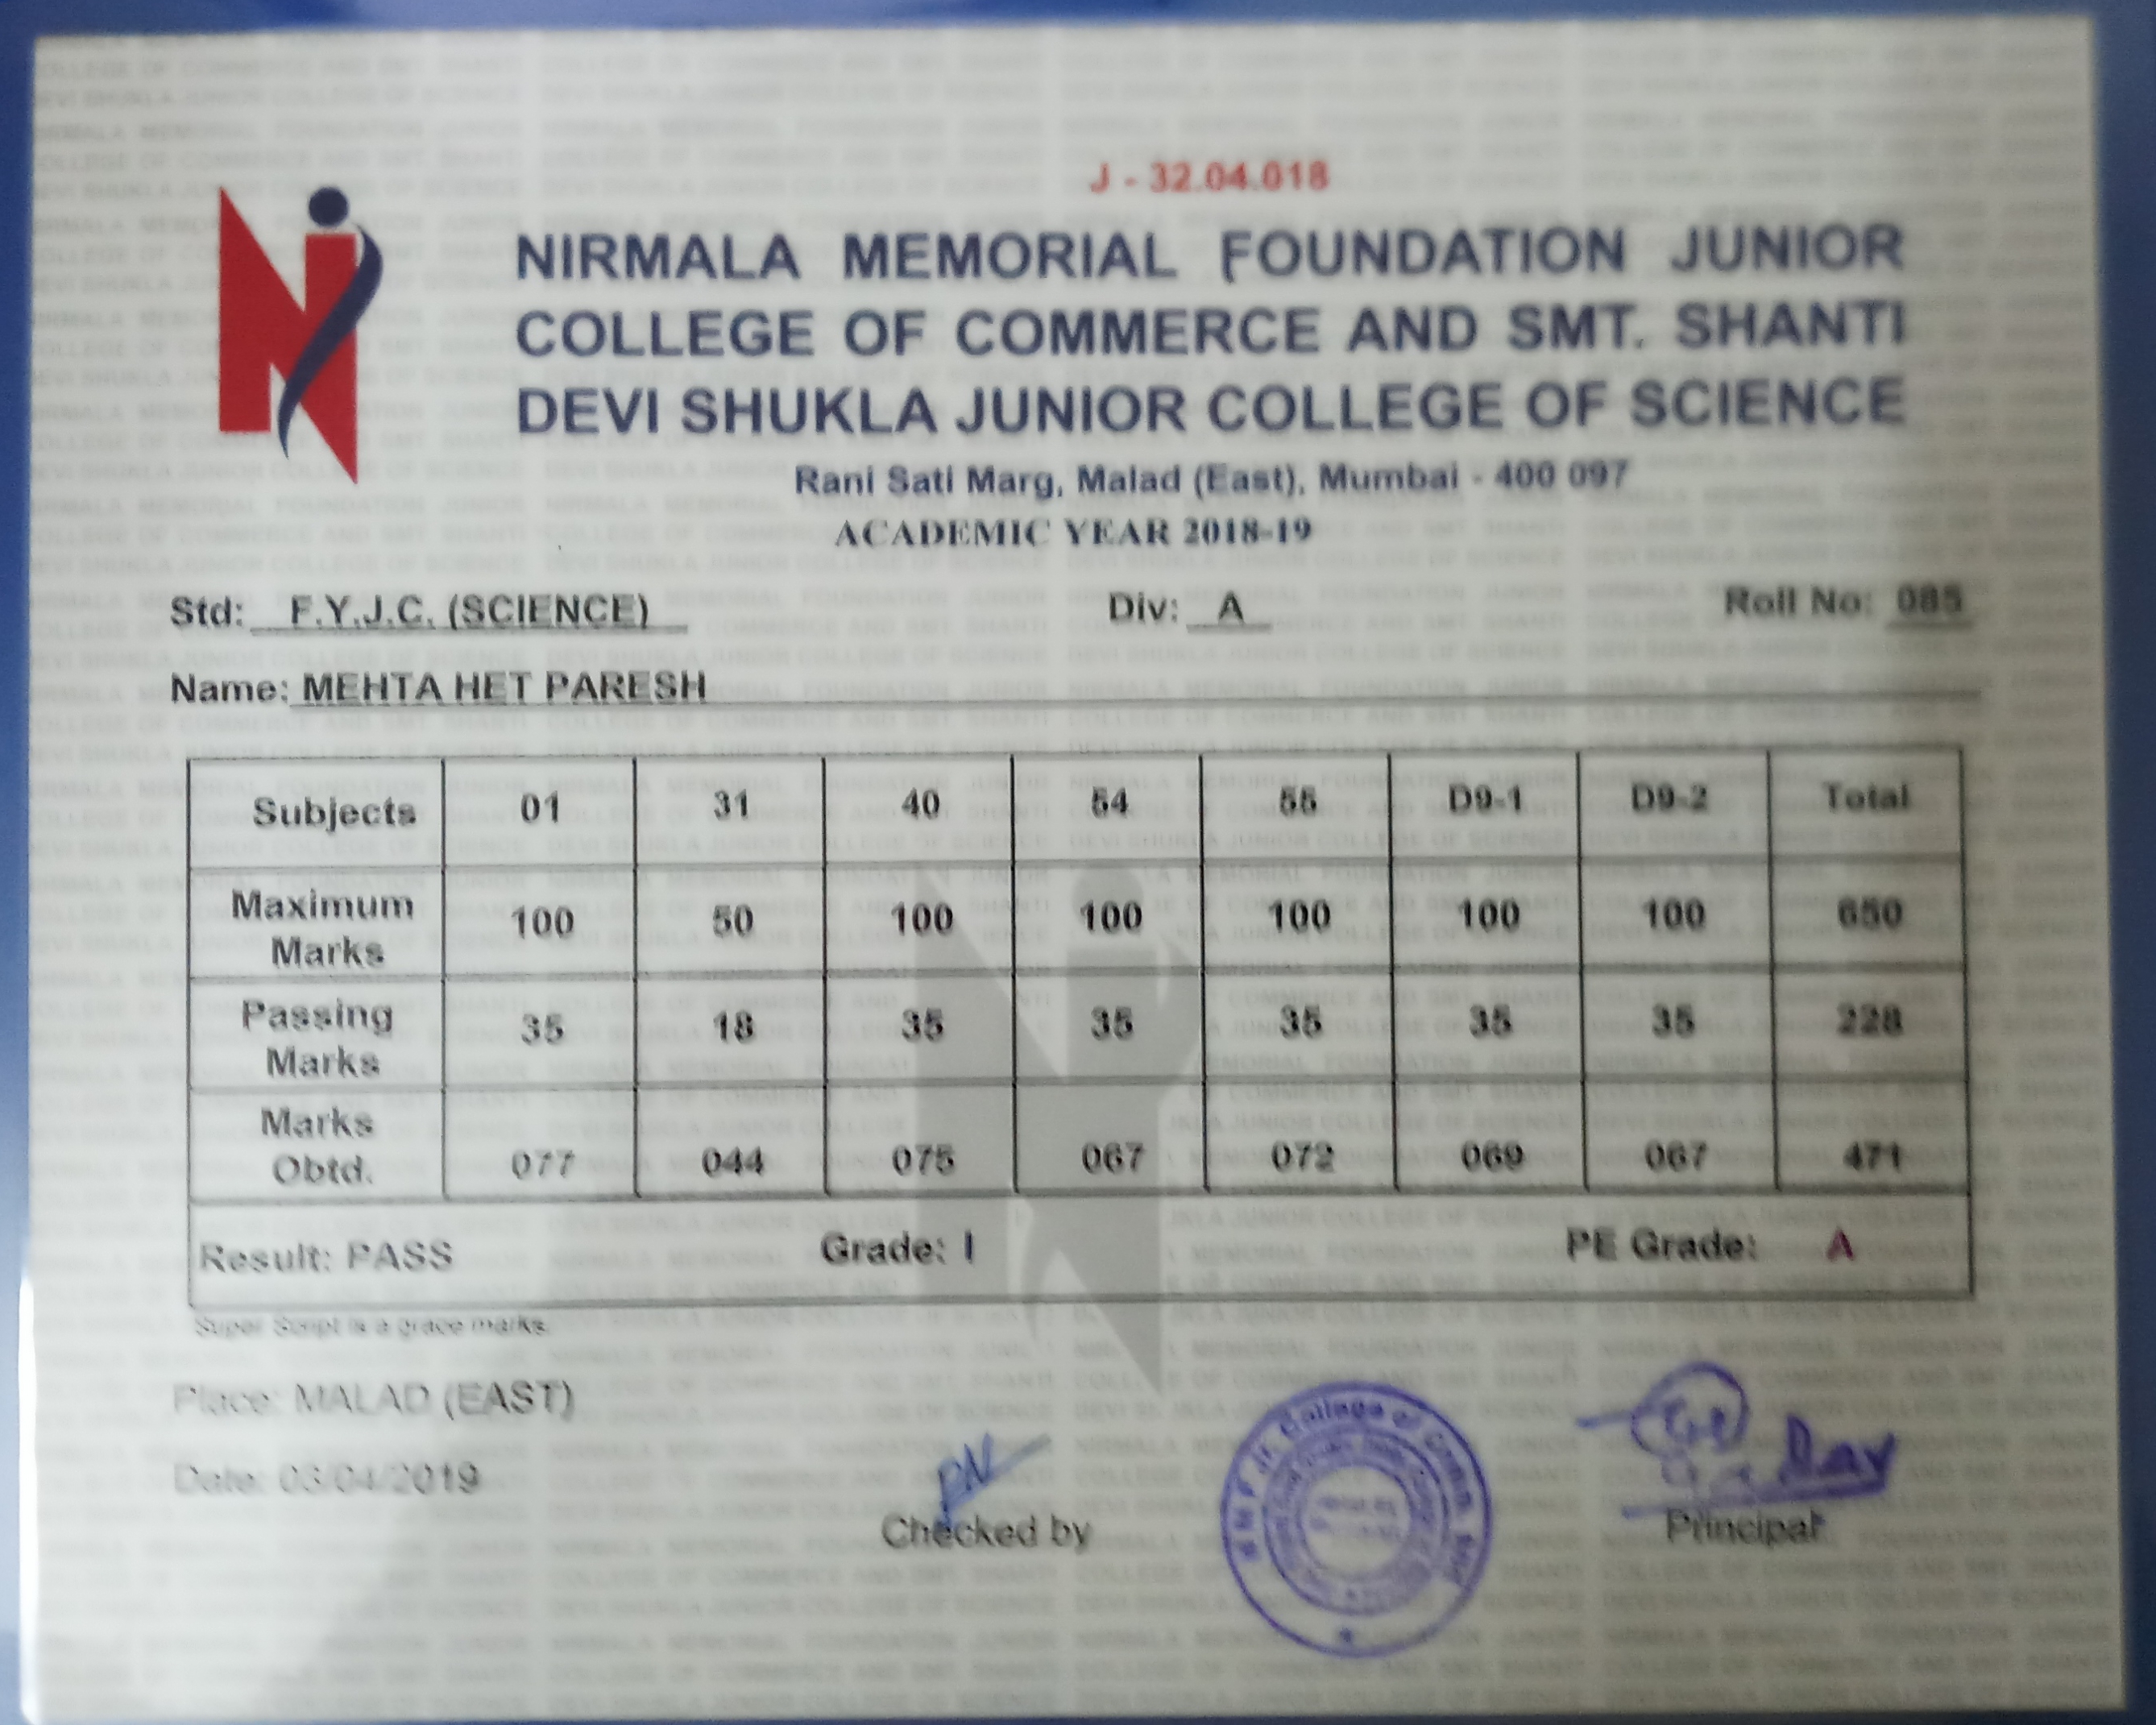 J - 32.04.018
NIRMALA MEMORIAL FOUNDATION JUNIOR
COLLEGE OF COMMERCE AND SMT. SHANTI
DEVI SHUKLA JUNIOR COLLEGE OF SCIENCE
Rani Sati Marg, Malad (East), Mumbai - 400 097
ACADEMIC YEAR 2018-19
Std: F.Y.J.C. (SCIENCE) Div: A Roll No: 085
Name: MEHTA HET PARESH
Subjects 01 31 40 54 55 D9-1 D9-2 Total
Maximum Marks 100 50 100 100 100 100 100 650
Passing Marks 35 18 35 35 35 35 35 228
Marks Obtd. 077 044 075 067 072 069 067 471
Result: PASS Grade: I PE Grade: A
Super Script is a grace marks.
Place: MALAD (EAST)
Date: 03/04/2019
Checked by
Principal